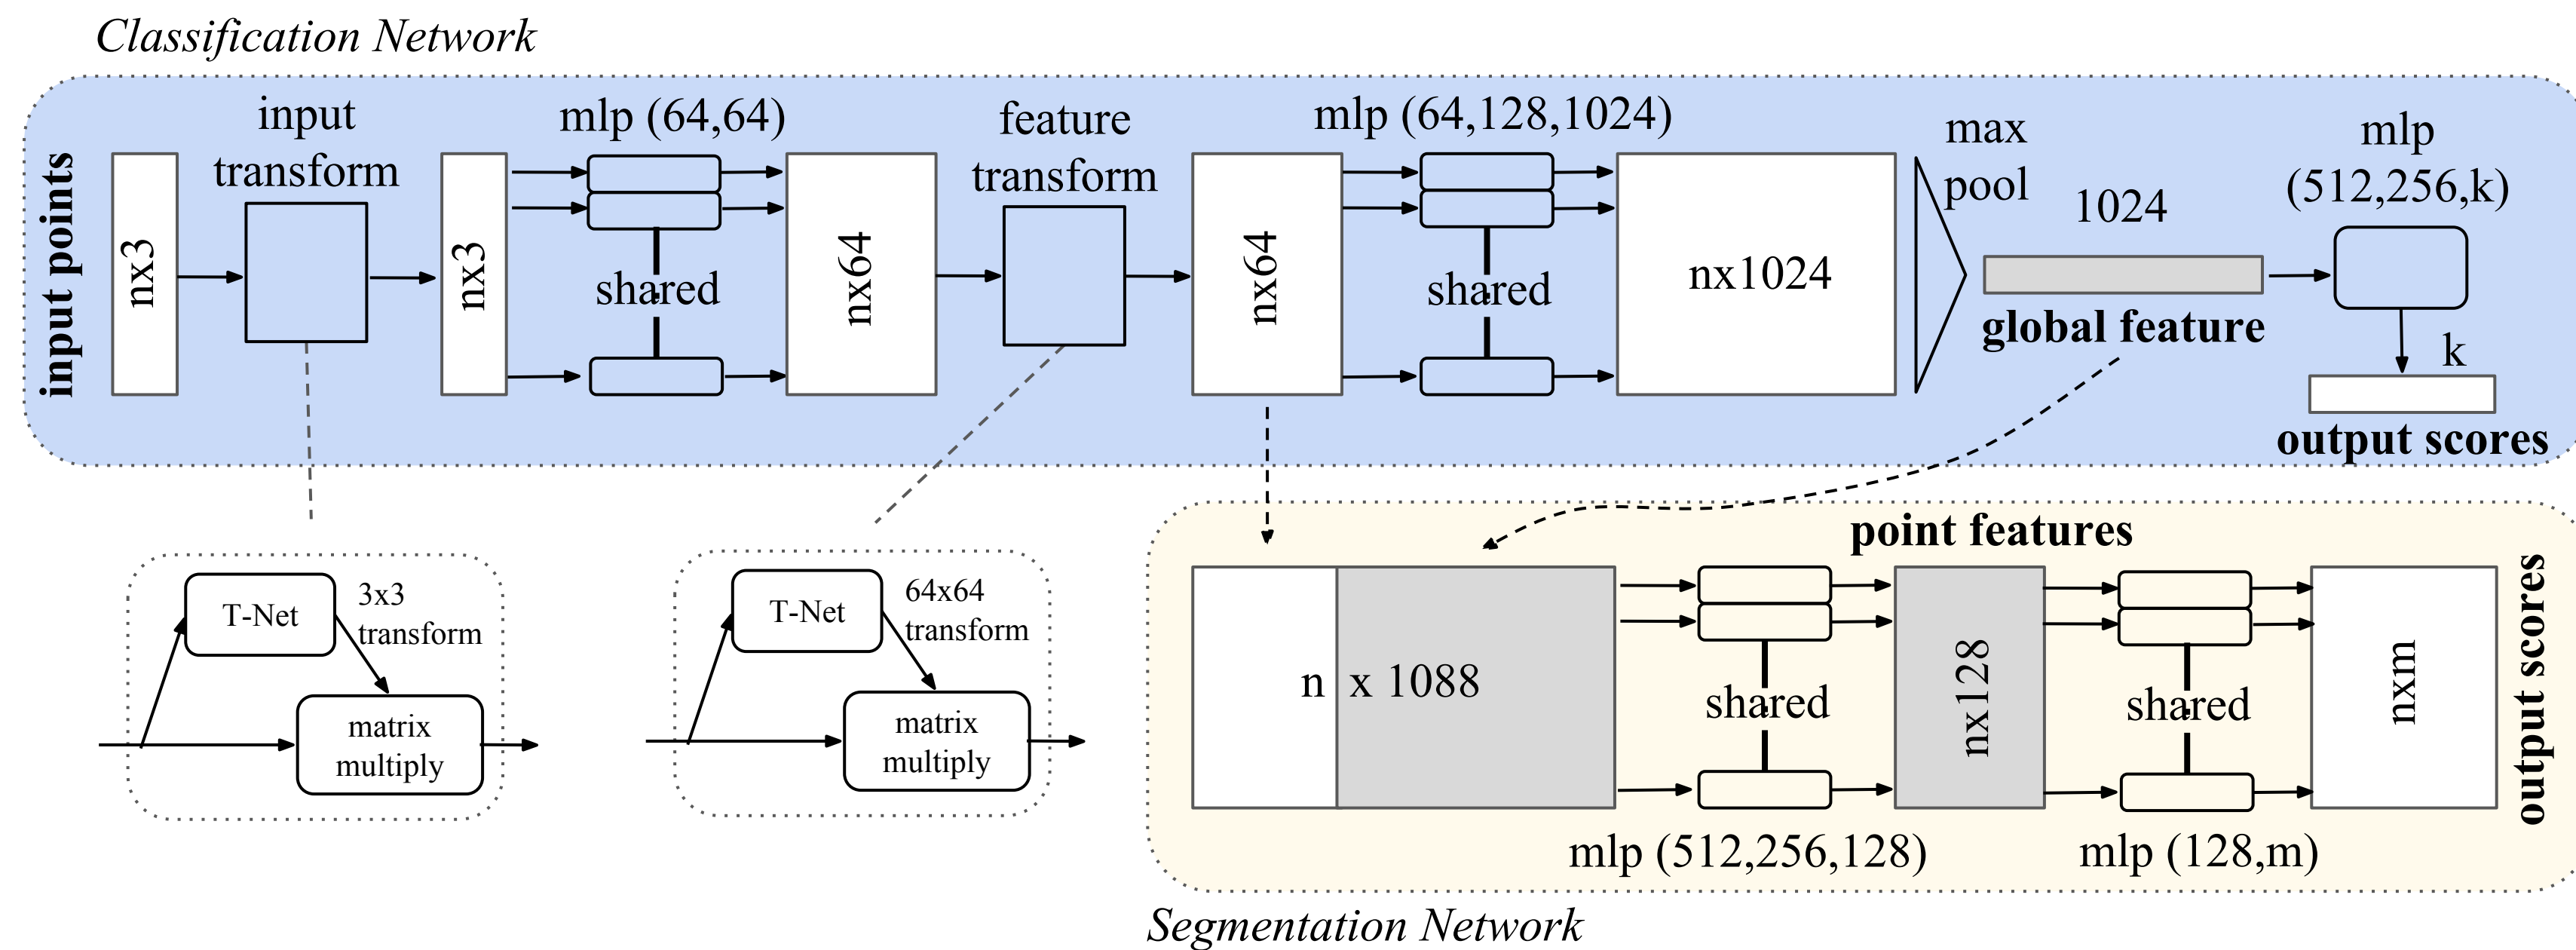 Classification Network
input points
nx3
input
transform
nx3
mlp (64,64)
shared
nx64
feature
transform
nx64
mlp (64,128,1024)
shared
nx1024
max
pool
1024
global feature
mlp
(512,256,k)
k
output scores
T-Net
3x3
transform
matrix
multiply
T-Net
64x64
transform
matrix
multiply
point features
n x 1088
shared
mlp (512,256,128)
nx128
shared
mlp (128,m)
nxm
output scores
Segmentation Network